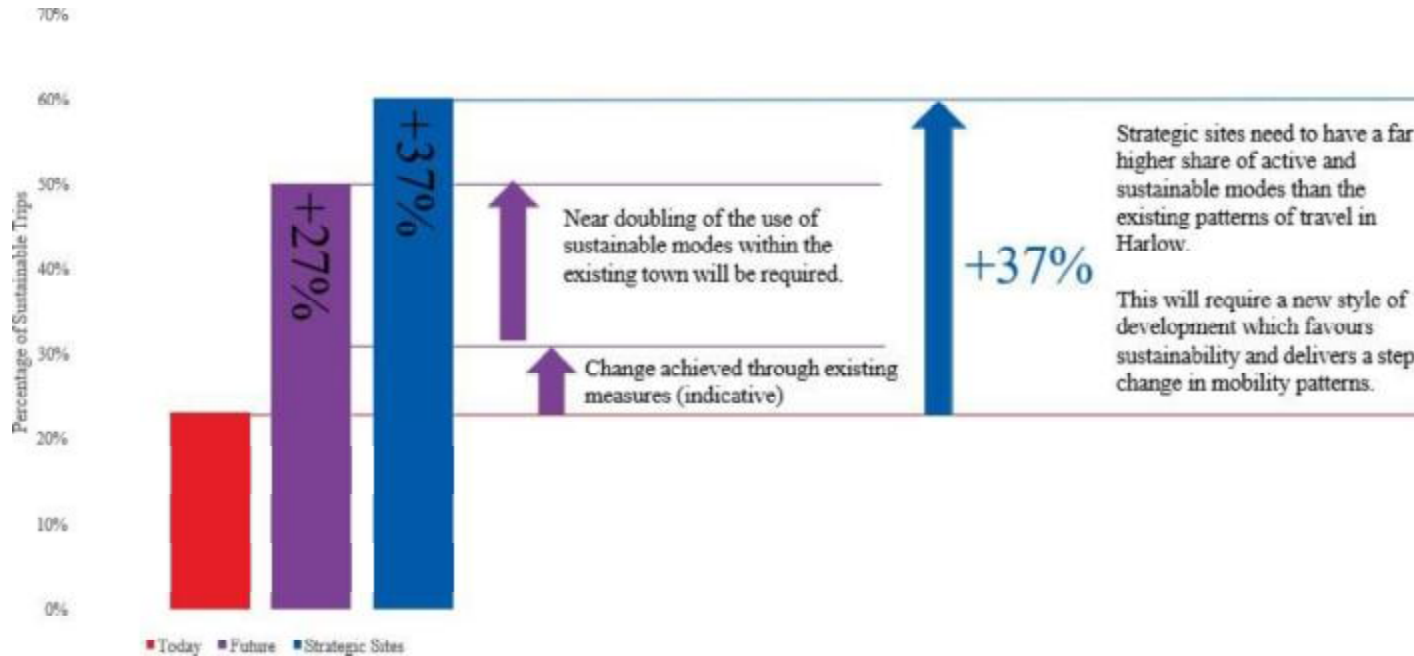 70%
60%
50%
40%
30%
20%
10%
0%
Percentage of Sustainable Trips
+27%
+37%
Near doubling of the use of
sustainable modes within the
existing town will be required.
Change achieved through existing
measures (indicative)
+37%
Strategic sites need to have a far
higher share of active and
sustainable modes than the
existing patterns of travel in
Harlow.
This will require a new style of
development which favours
sustainability and delivers a step
change in mobility patterns.
Today Future Strategic Sites